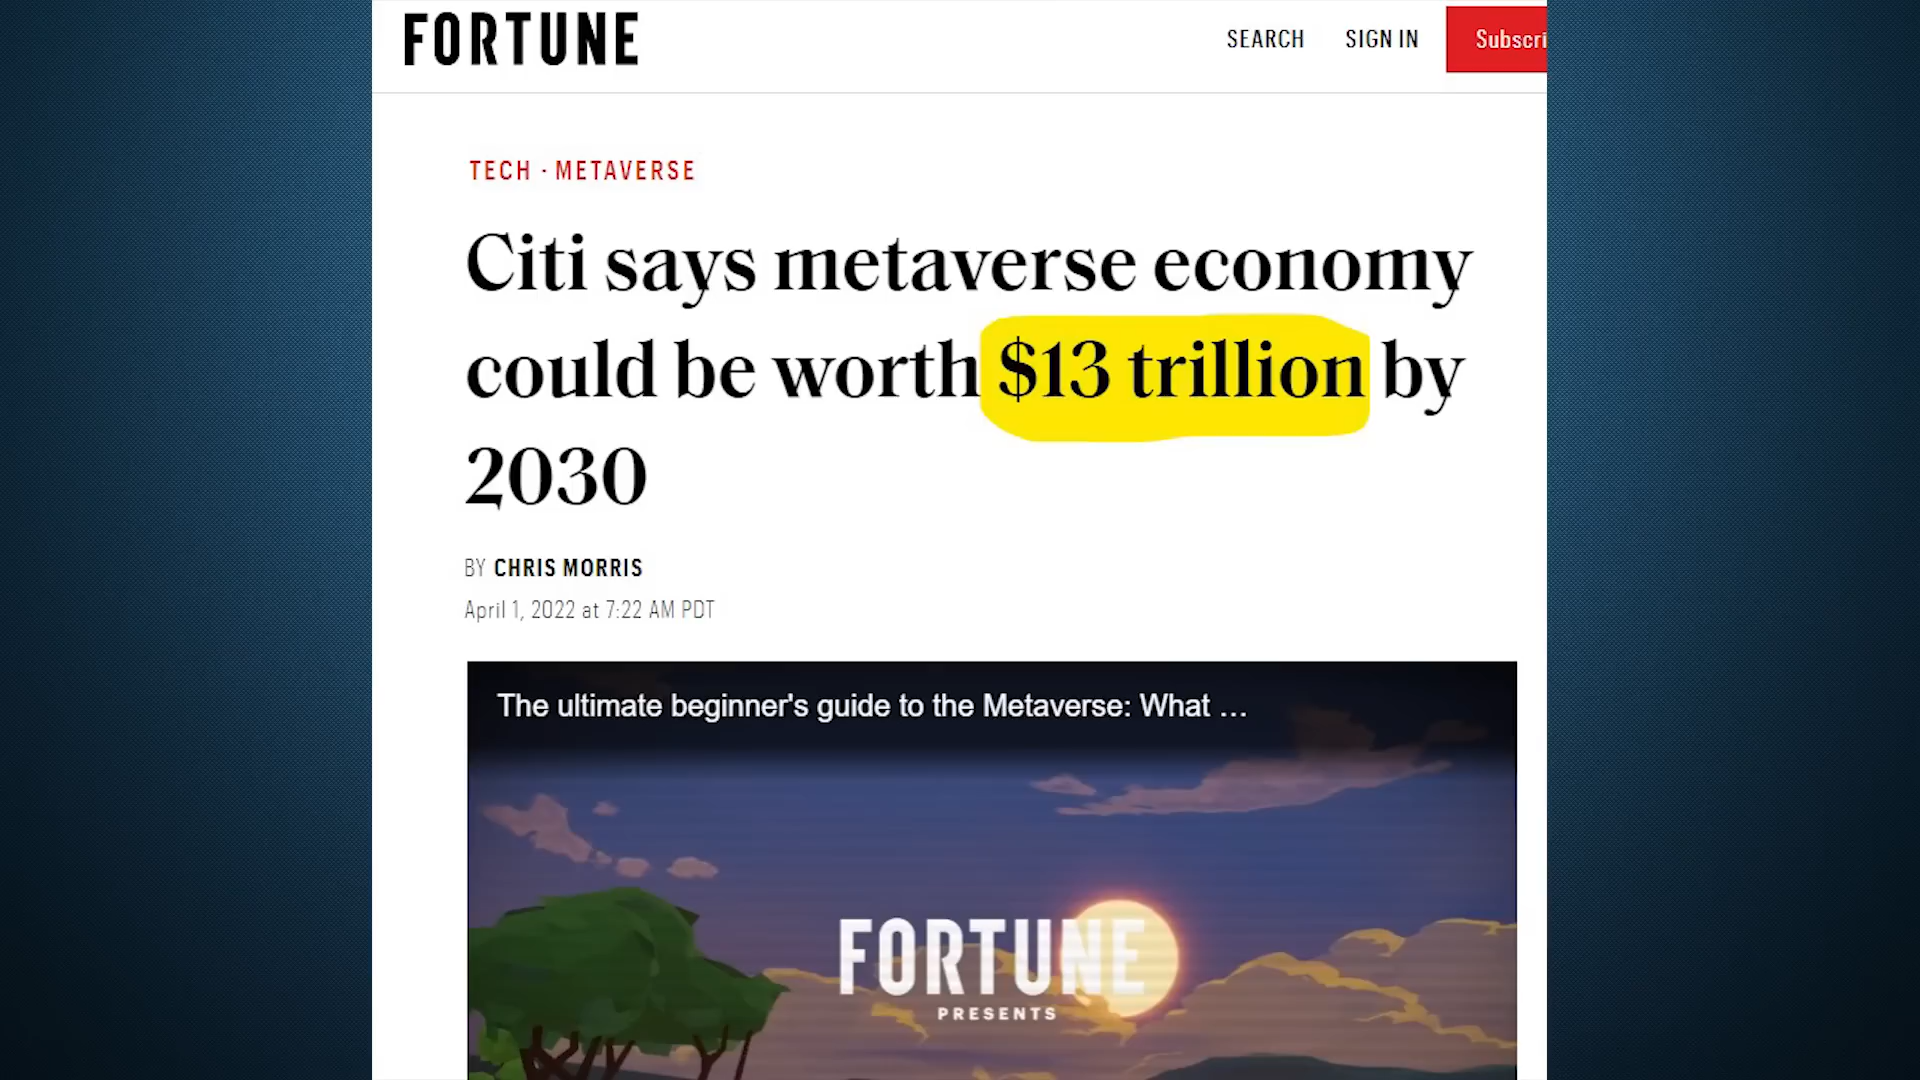 FORTUNE
SEARCH
SIGN IN
Subscri
TECH · METAVERSE
Citi says metaverse economy
could be worth $13 trillion by
2030
BY CHRIS MORRIS
April 1, 2022 at 7:22 AM PDT
The ultimate beginner's guide to the Metaverse: What ...
FORTUNE
PRESENTS